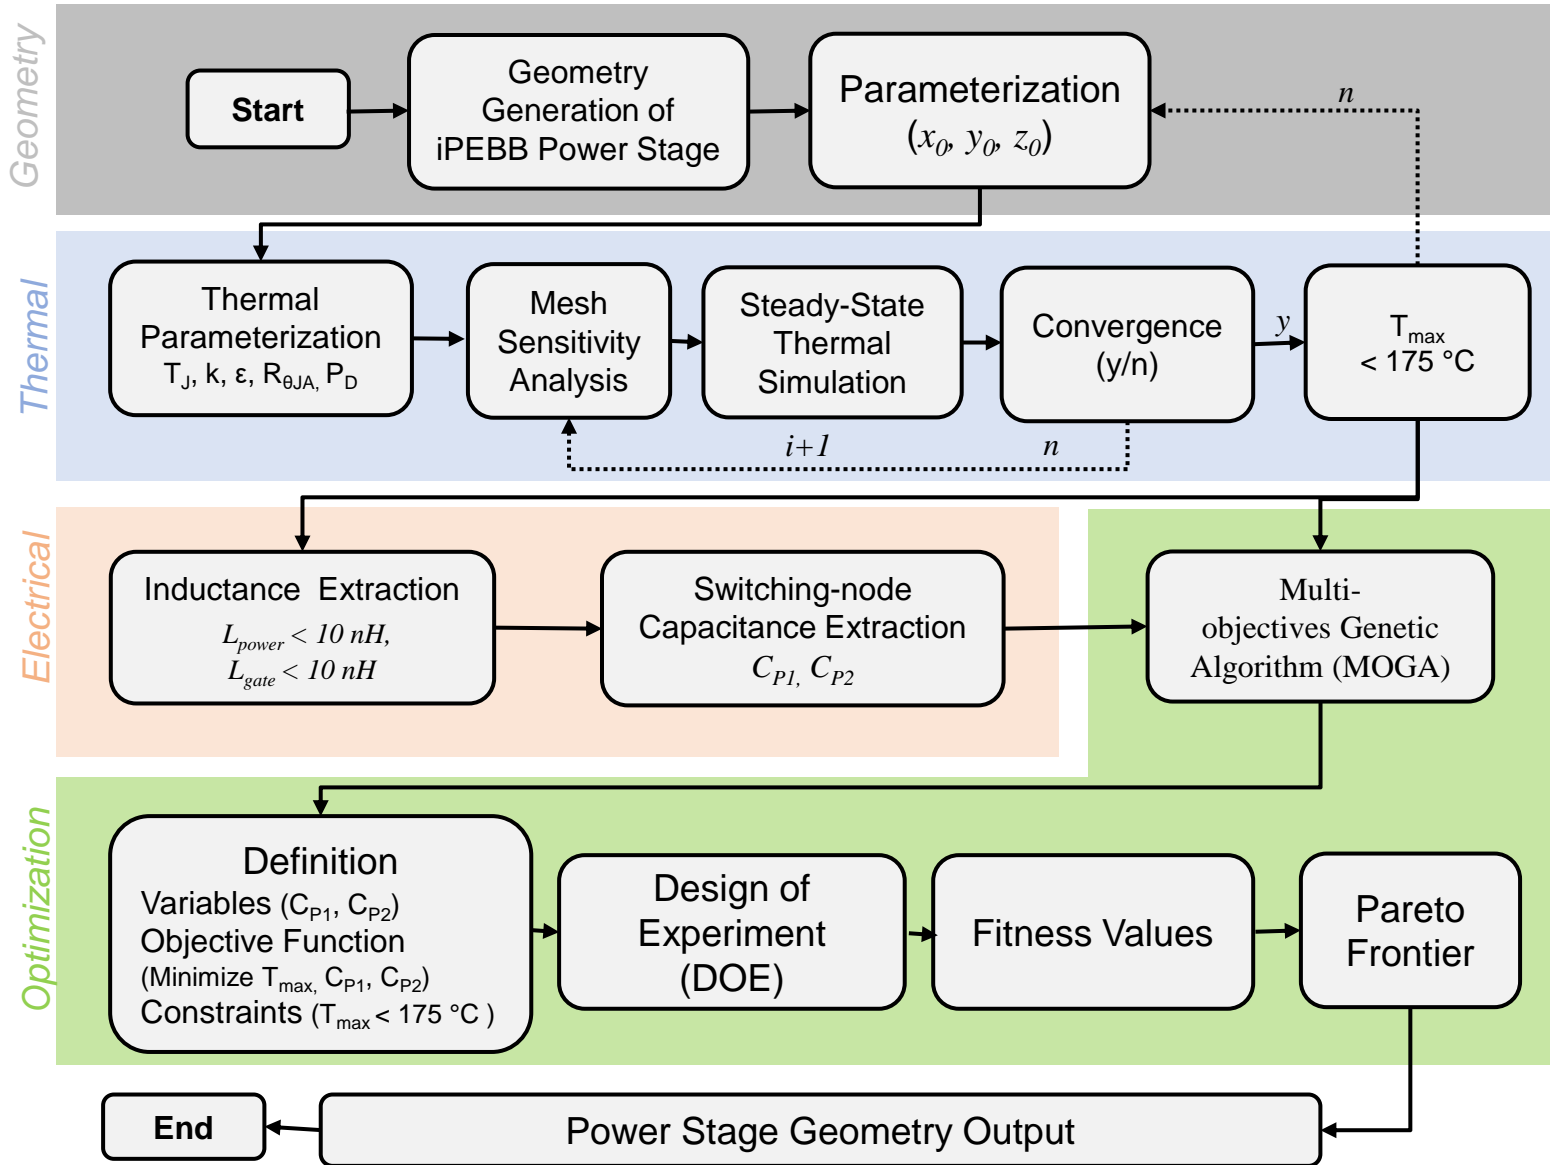 Geometry
Start
Geometry
Generation of
iPEBB Power Stage
Parameterization
(x0, y0, z0)
n
Thermal
Thermal
Parameterization
TJ, k, ε, RθJA, PD
Mesh
Sensitivity
Analysis
Steady-State
Thermal
Simulation
Convergence
(y/n)
y
Tmax
< 175 °C
i+1
n
Electrical
Inductance Extraction
Lpower < 10 nH,
Lgate < 10 nH
Switching-node
Capacitance Extraction
CP1, CP2
Multi-
objectives Genetic
Algorithm (MOGA)
Optimization
Definition
Variables (CP1, CP2)
Objective Function
(Minimize Tmax, CP1, CP2)
Constraints (Tmax < 175 °C )
Design of
Experiment
(DOE)
Fitness Values
Pareto
Frontier
End
Power Stage Geometry Output